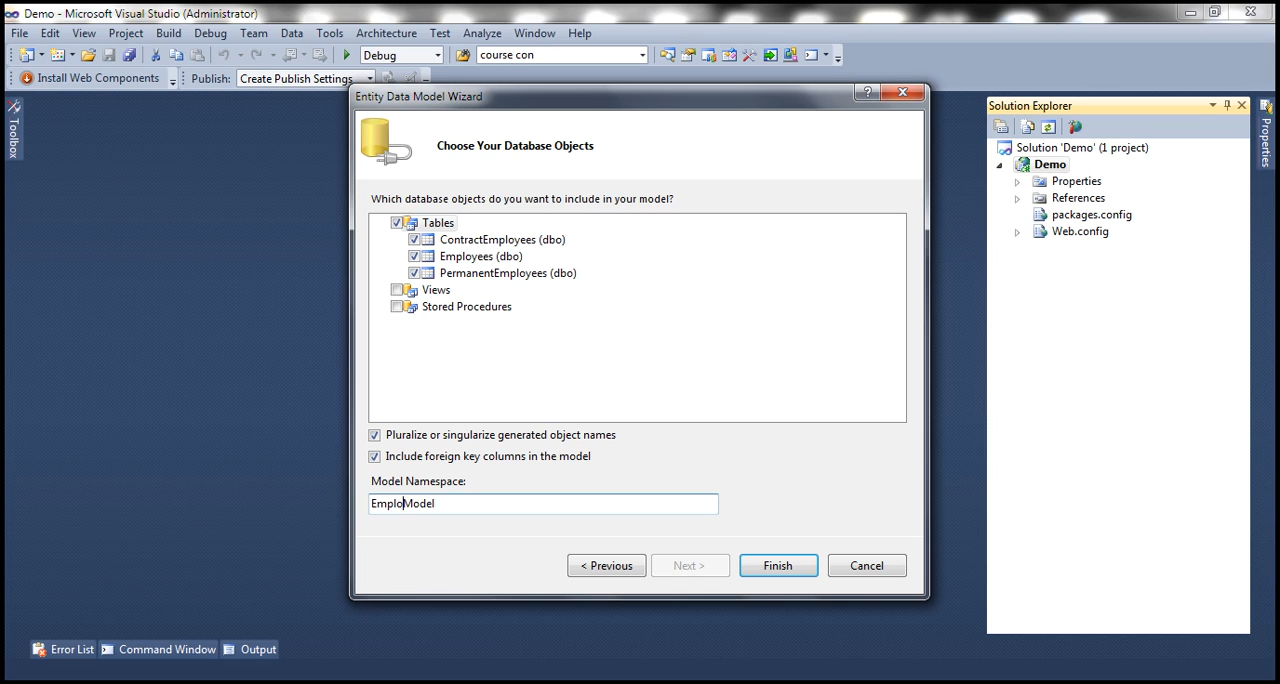 Demo - Microsoft Visual Studio (Administrator)
File Edit View Project Build Debug Team Data Tools Architecture Test Analyze Window Help
Debug course con
Install Web Components Publish: Create Publish Settings
Entity Data Model Wizard ?
Choose Your Database Objects
Which database objects do you want to include in your model?
Tables
ContractEmployees (dbo)
Employees (dbo)
PermanentEmployees (dbo)
Views
Stored Procedures
Pluralize or singularize generated object names
Include foreign key columns in the model
Model Namespace:
EmploModel
< Previous Next > Finish Cancel
Toolbox
Solution Explorer
Solution 'Demo' (1 project)
Demo
Properties
References
packages.config
Web.config
Properties
Error List Command Window Output